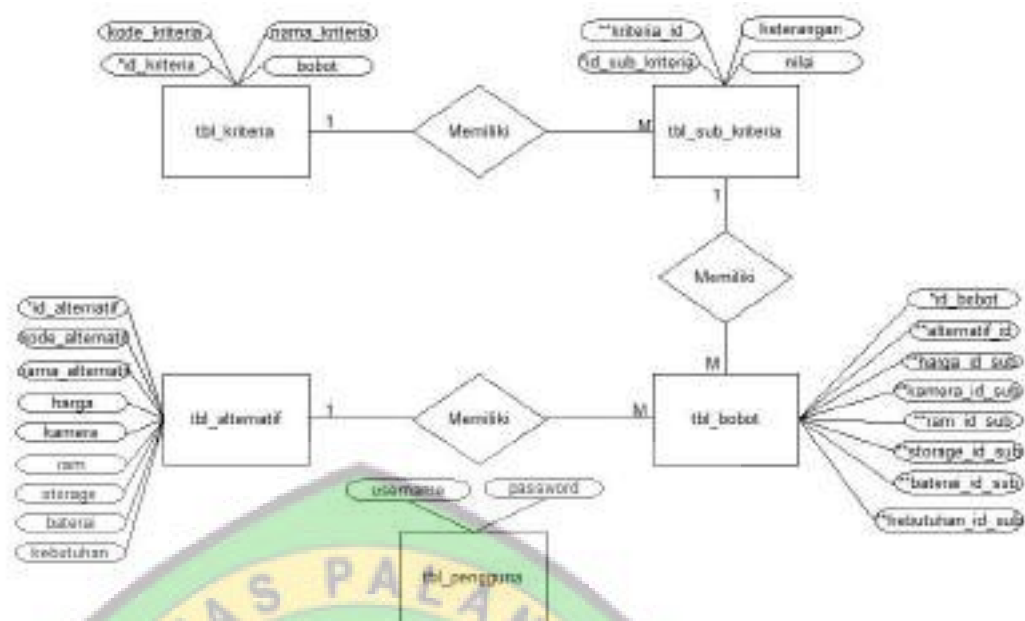 kode_kriteria
nama_kriteria
*id_kriteria
bobot
tbl_kriteria
1
Memiliki
M
**kriteria_id
keterangan
*id_sub_kriteria
nilai
tbl_sub_kriteria
1
Memiliki
M
*id_alternatif
kode_alternatif
nama_alternatif
harga
kamera
ram
storage
baterai
kebutuhan
tbl_alternatif
1
Memiliki
M
tbl_bobot
*id_bobot
**alternatif_id
**harga_id_sub
**kamera_id_sub
**ram_id_sub
**storage_id_sub
**baterai_id_sub
**kebutuhan_id_sub
username
password
tbl_pengguna
AS PALAN